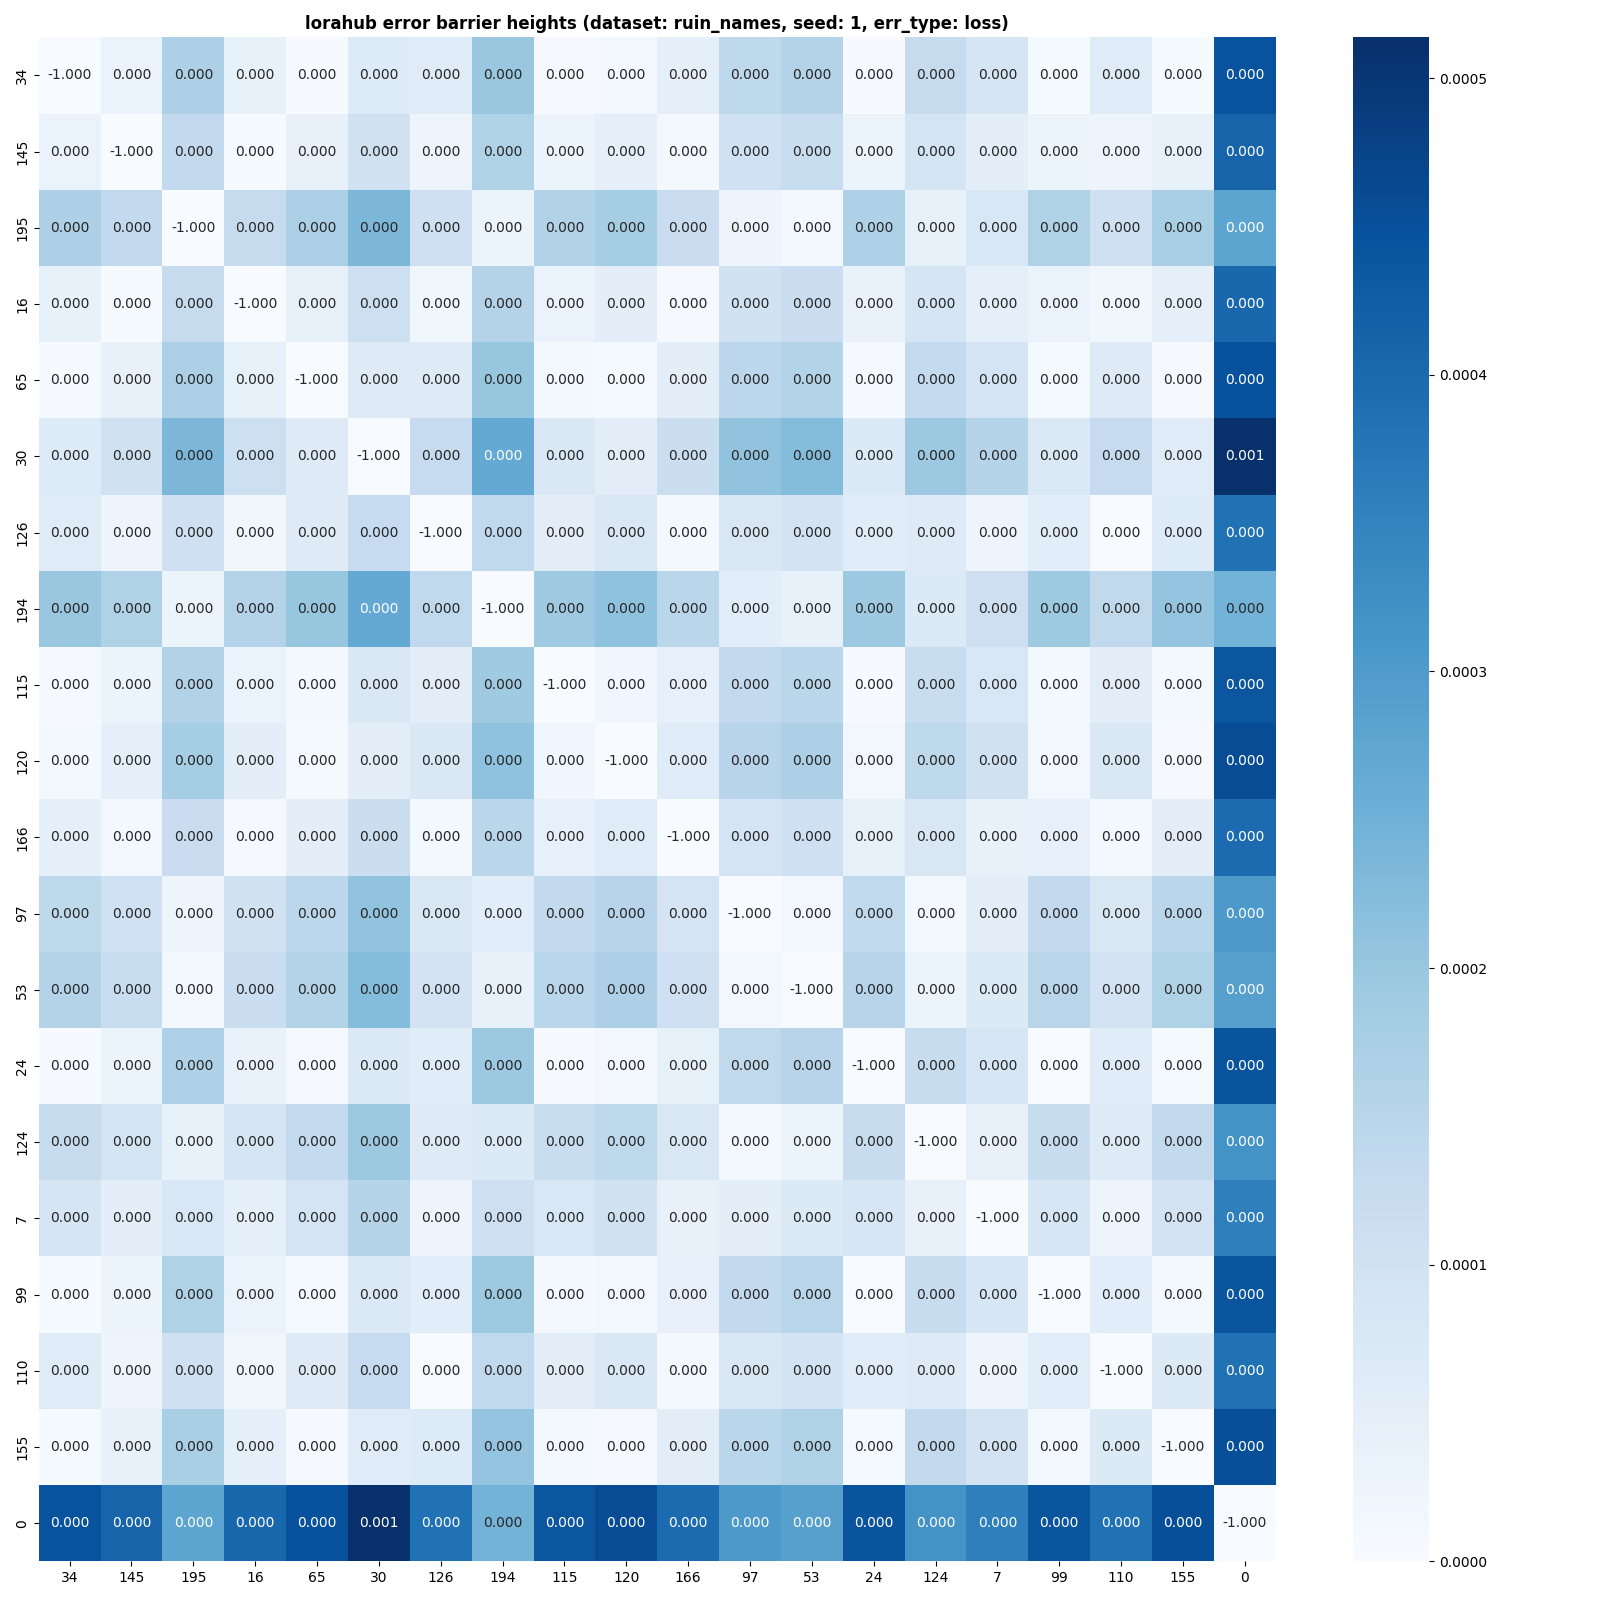 lorahub error barrier heights (dataset: ruin_names, seed: 1, err_type: loss)
34 -1.000 0.000 0.000 0.000 0.000 0.000 0.000 0.000 0.000 0.000 0.000 0.000 0.000 0.000 0.000 0.000 0.000 0.000 0.000 0.000
145 0.000 -1.000 0.000 0.000 0.000 0.000 0.000 0.000 0.000 0.000 0.000 0.000 0.000 0.000 0.000 0.000 0.000 0.000 0.000 0.000
195 0.000 0.000 -1.000 0.000 0.000 0.000 0.000 0.000 0.000 0.000 0.000 0.000 0.000 0.000 0.000 0.000 0.000 0.000 0.000 0.000
16 0.000 0.000 0.000 -1.000 0.000 0.000 0.000 0.000 0.000 0.000 0.000 0.000 0.000 0.000 0.000 0.000 0.000 0.000 0.000 0.000
65 0.000 0.000 0.000 0.000 -1.000 0.000 0.000 0.000 0.000 0.000 0.000 0.000 0.000 0.000 0.000 0.000 0.000 0.000 0.000 0.000
30 0.000 0.000 0.000 0.000 0.000 -1.000 0.000 0.000 0.000 0.000 0.000 0.000 0.000 0.000 0.000 0.000 0.000 0.000 0.000 0.001
126 0.000 0.000 0.000 0.000 0.000 0.000 -1.000 0.000 0.000 0.000 0.000 0.000 0.000 0.000 0.000 0.000 0.000 0.000 0.000 0.000
194 0.000 0.000 0.000 0.000 0.000 0.000 0.000 -1.000 0.000 0.000 0.000 0.000 0.000 0.000 0.000 0.000 0.000 0.000 0.000 0.000
115 0.000 0.000 0.000 0.000 0.000 0.000 0.000 0.000 -1.000 0.000 0.000 0.000 0.000 0.000 0.000 0.000 0.000 0.000 0.000 0.000
120 0.000 0.000 0.000 0.000 0.000 0.000 0.000 0.000 0.000 -1.000 0.000 0.000 0.000 0.000 0.000 0.000 0.000 0.000 0.000 0.000
166 0.000 0.000 0.000 0.000 0.000 0.000 0.000 0.000 0.000 0.000 -1.000 0.000 0.000 0.000 0.000 0.000 0.000 0.000 0.000 0.000
97 0.000 0.000 0.000 0.000 0.000 0.000 0.000 0.000 0.000 0.000 0.000 -1.000 0.000 0.000 0.000 0.000 0.000 0.000 0.000 0.000
53 0.000 0.000 0.000 0.000 0.000 0.000 0.000 0.000 0.000 0.000 0.000 0.000 -1.000 0.000 0.000 0.000 0.000 0.000 0.000 0.000
24 0.000 0.000 0.000 0.000 0.000 0.000 0.000 0.000 0.000 0.000 0.000 0.000 0.000 -1.000 0.000 0.000 0.000 0.000 0.000 0.000
124 0.000 0.000 0.000 0.000 0.000 0.000 0.000 0.000 0.000 0.000 0.000 0.000 0.000 0.000 -1.000 0.000 0.000 0.000 0.000 0.000
7 0.000 0.000 0.000 0.000 0.000 0.000 0.000 0.000 0.000 0.000 0.000 0.000 0.000 0.000 0.000 -1.000 0.000 0.000 0.000 0.000
99 0.000 0.000 0.000 0.000 0.000 0.000 0.000 0.000 0.000 0.000 0.000 0.000 0.000 0.000 0.000 0.000 -1.000 0.000 0.000 0.000
110 0.000 0.000 0.000 0.000 0.000 0.000 0.000 0.000 0.000 0.000 0.000 0.000 0.000 0.000 0.000 0.000 0.000 -1.000 0.000 0.000
155 0.000 0.000 0.000 0.000 0.000 0.000 0.000 0.000 0.000 0.000 0.000 0.000 0.000 0.000 0.000 0.000 0.000 0.000 -1.000 0.000
0 0.000 0.000 0.000 0.000 0.000 0.001 0.000 0.000 0.000 0.000 0.000 0.000 0.000 0.000 0.000 0.000 0.000 0.000 0.000 -1.000
34 145 195 16 65 30 126 194 115 120 166 97 53 24 124 7 99 110 155 0
0.0005
0.0004
0.0003
0.0002
0.0001
0.0000